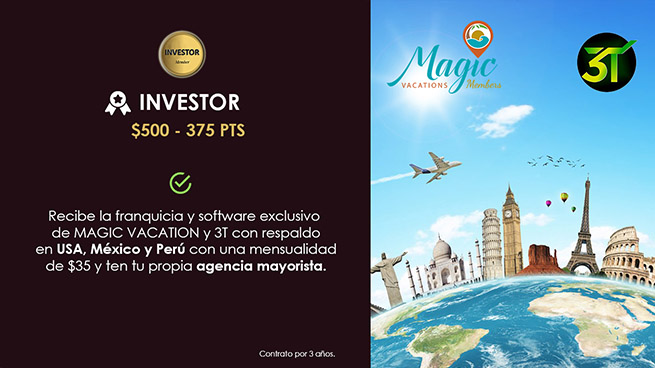 INVESTOR
Member
INVESTOR
$500 - 375 PTS
Recibe la franquicia y software exclusivo
de MAGIC VACATION y 3T con respaldo
en USA, México y Perú con una mensualidad
de $35 y ten tu propia agencia mayorista.
Contrato por 3 años.
Magic
VACATIONS Members
3T